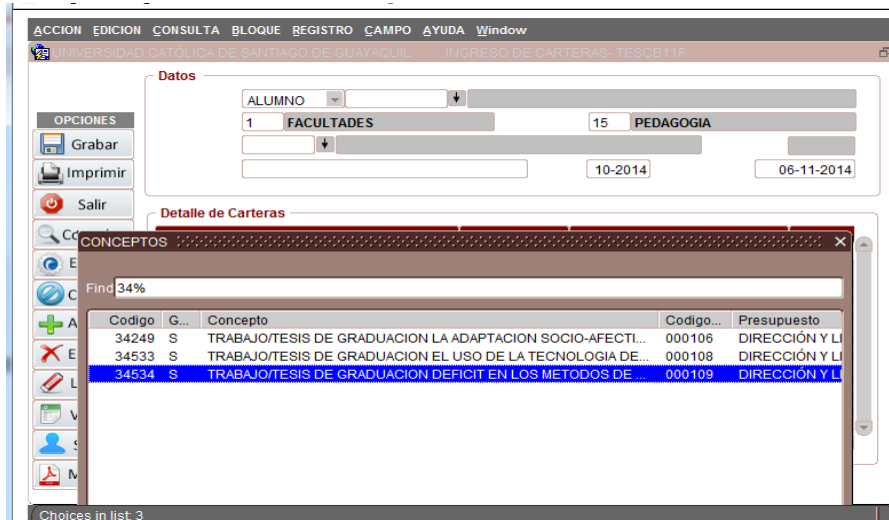 ACCION EDICION CONSULTA BLOQUE REGISTRO CAMPO AYUDA Window
UNIVERSIDAD CATÓLICA DE SANTIAGO DE GUAYAQUIL INGRESO DE CARTERAS- TESCB11F
Datos
ALUMNO
OPCIONES
1 FACULTADES 15 PEDAGOGIA
Grabar
Imprimir
10-2014 06-11-2014
Salir
Detalle de Carteras
CONCEPTOS
Find 34%
Codigo G... Concepto Codigo... Presupuesto
34249 S TRABAJO/TESIS DE GRADUACION LA ADAPTACION SOCIO-AFECTI... 000106 DIRECCIÓN Y LI
34533 S TRABAJO/TESIS DE GRADUACION EL USO DE LA TECNOLOGIA DE... 000108 DIRECCIÓN Y LI
34534 S TRABAJO/TESIS DE GRADUACION DEFICIT EN LOS METODOS DE ... 000109 DIRECCIÓN Y LI
Choices in list: 3